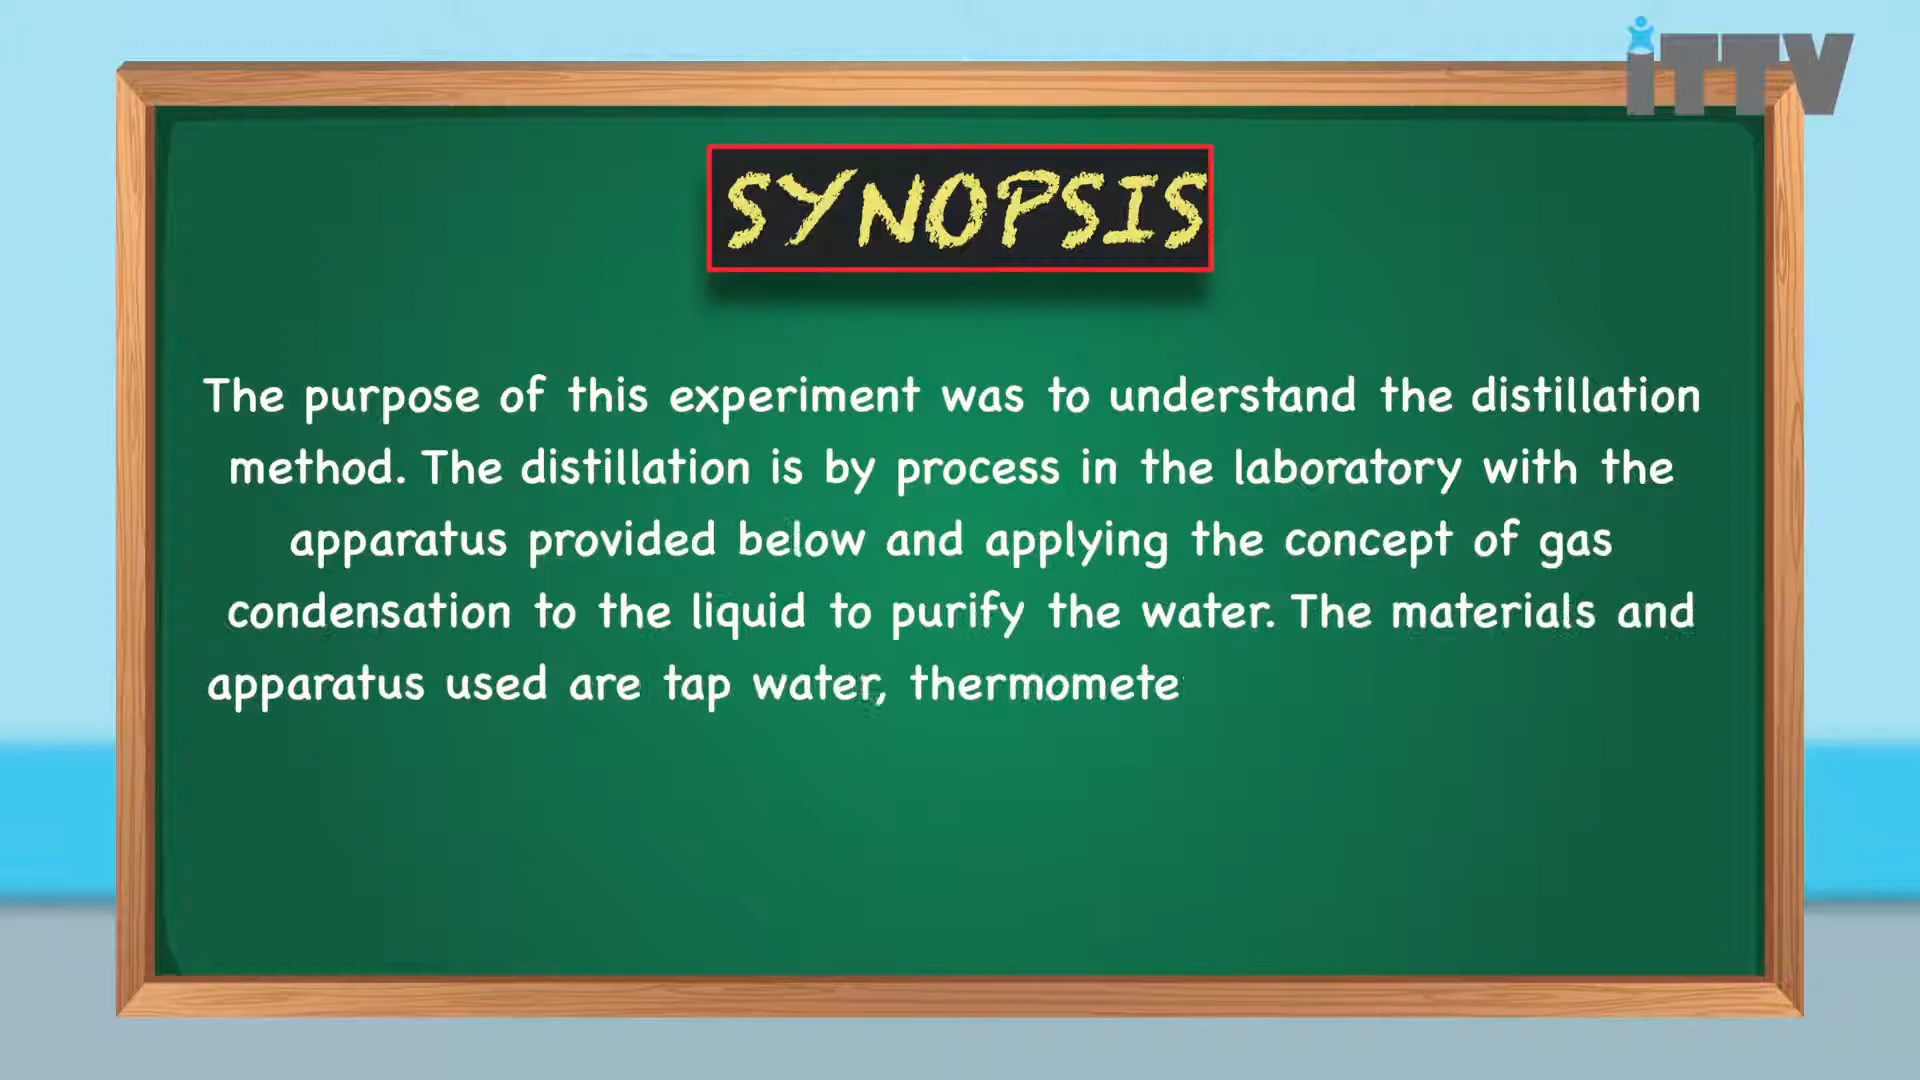 iTTV
SYNOPSIS
The purpose of this experiment was to understand the distillation
method. The distillation is by process in the laboratory with the
apparatus provided below and applying the concept of gas
condensation to the liquid to purify the water. The materials and
apparatus used are tap water, thermomete